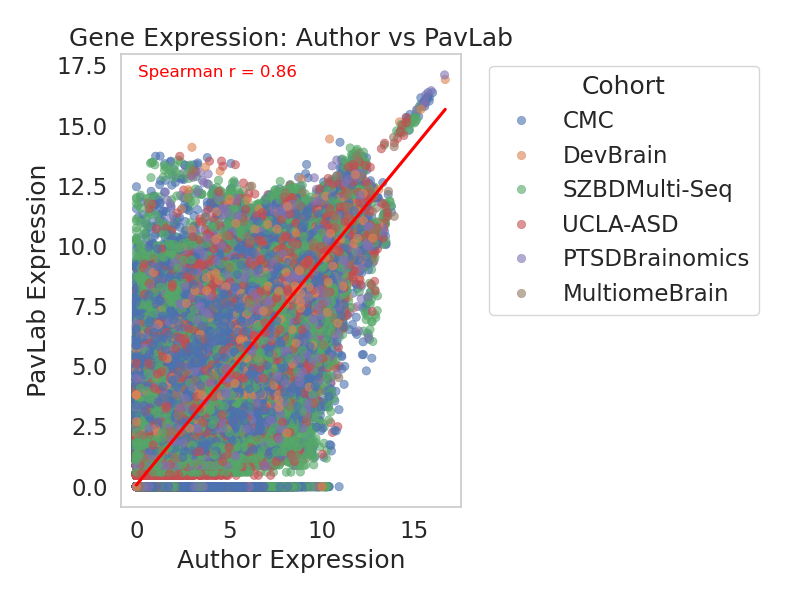 Gene Expression: Author vs PavLab
Spearman r = 0.86
17.5
15.0
12.5
10.0
7.5
5.0
2.5
0.0
PavLab Expression
0 5 10 15
Author Expression
Cohort
CMC
DevBrain
SZBDMulti-Seq
UCLA-ASD
PTSDBrainomics
MultiomeBrain